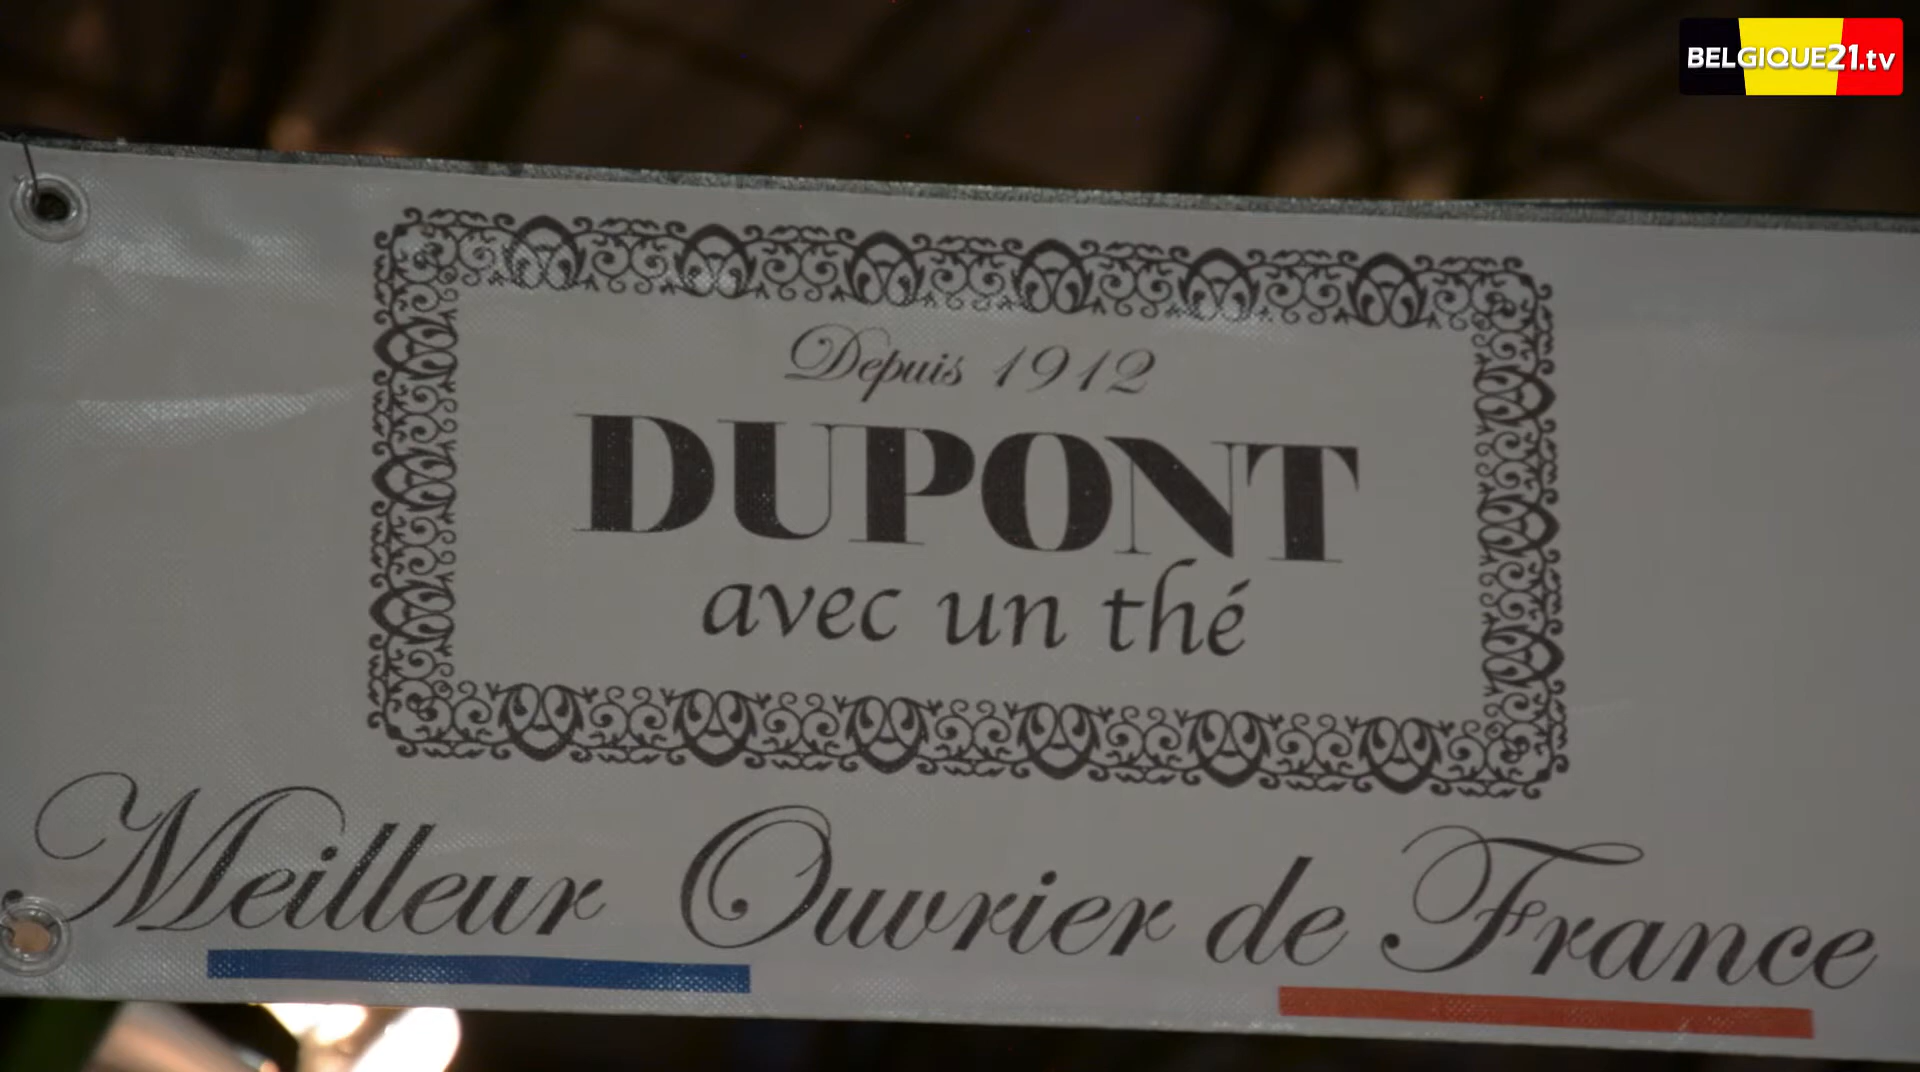 BELGIQUE21.tv
Depuis 1912
DUPONT
avec un thé
Meilleur Ouvrier de France